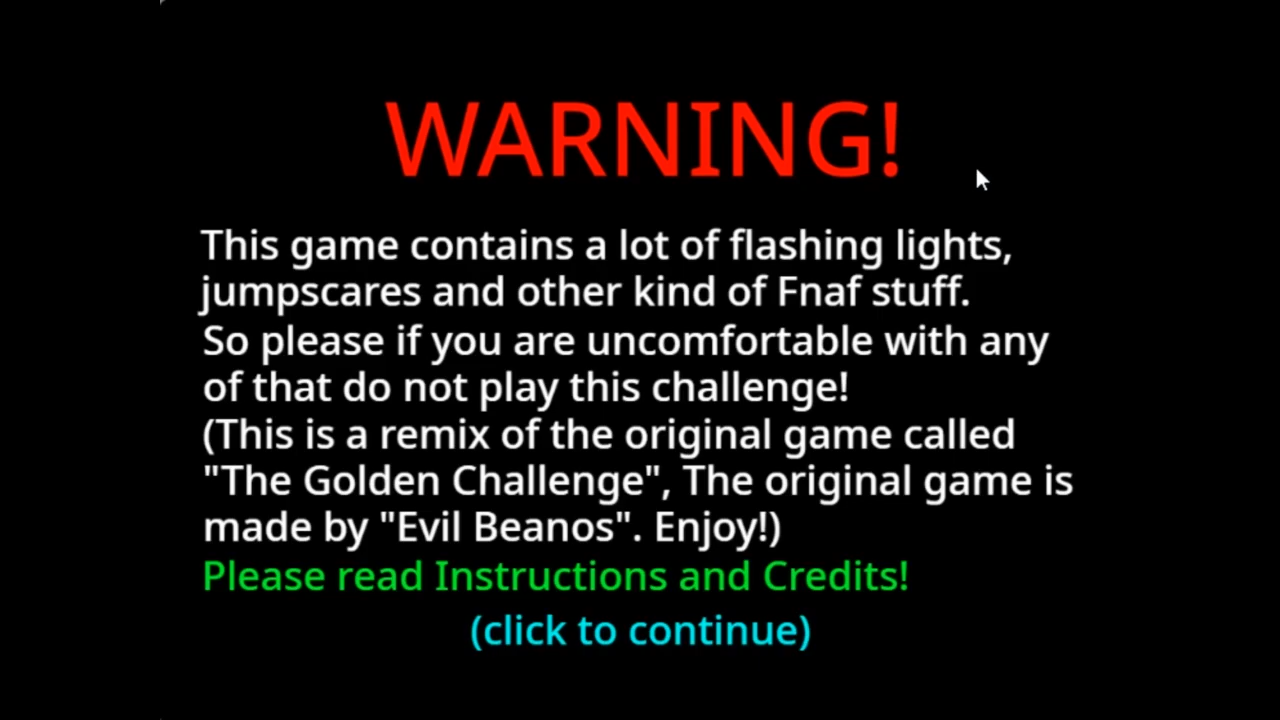 WARNING!
This game contains a lot of flashing lights,
jumpscares and other kind of Fnaf stuff.
So please if you are uncomfortable with any
of that do not play this challenge!
(This is a remix of the original game called
"The Golden Challenge", The original game is
made by "Evil Beanos". Enjoy!)
Please read Instructions and Credits!
(click to continue)